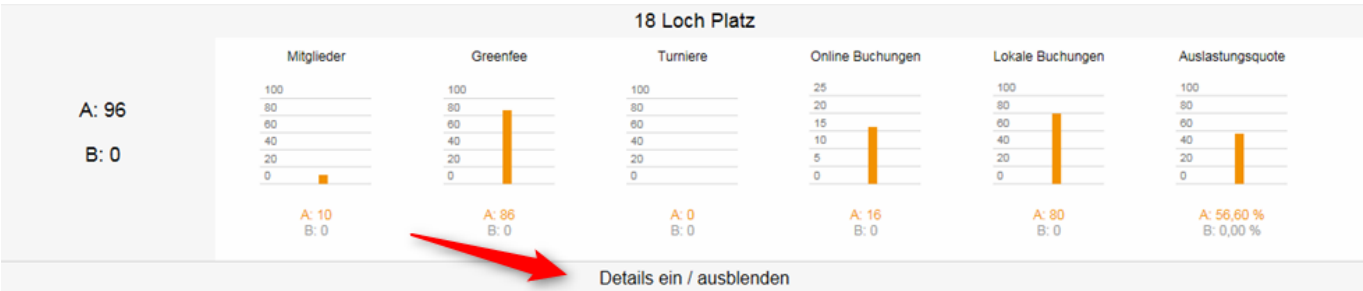 18 Loch Platz
A: 96
B: 0
Mitglieder
100
80
60
40
20
0
A: 10
B: 0
Greenfee
100
80
60
40
20
0
A: 86
B: 0
Turniere
100
80
60
40
20
0
A: 0
B: 0
Online Buchungen
25
20
15
10
5
0
A: 16
B: 0
Lokale Buchungen
100
80
60
40
20
0
A: 80
B: 0
Auslastungsquote
100
80
60
40
20
0
A: 56,60 %
B: 0,00 %
Details ein / ausblenden